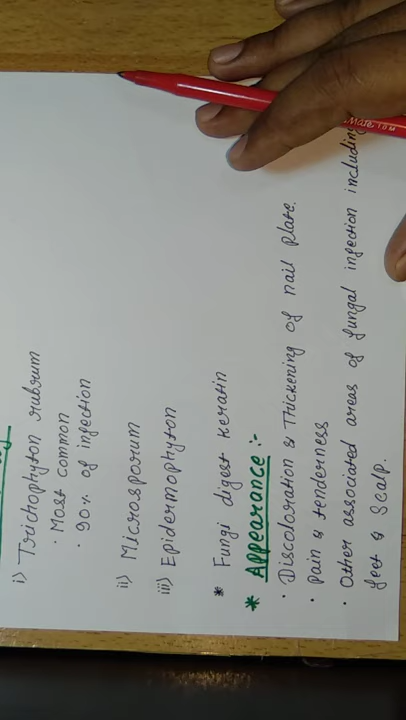 i) Trichophyton rubrum
· Most common
· 90% of infection
ii) Microsporum
iii) Epidermophyton
* Fungi digest keratin
* Appearance :-
· Discoloration & Thickening of nail plate.
· Pain & tenderness
· Other associated areas of fungal infection including
feet & Scalp.